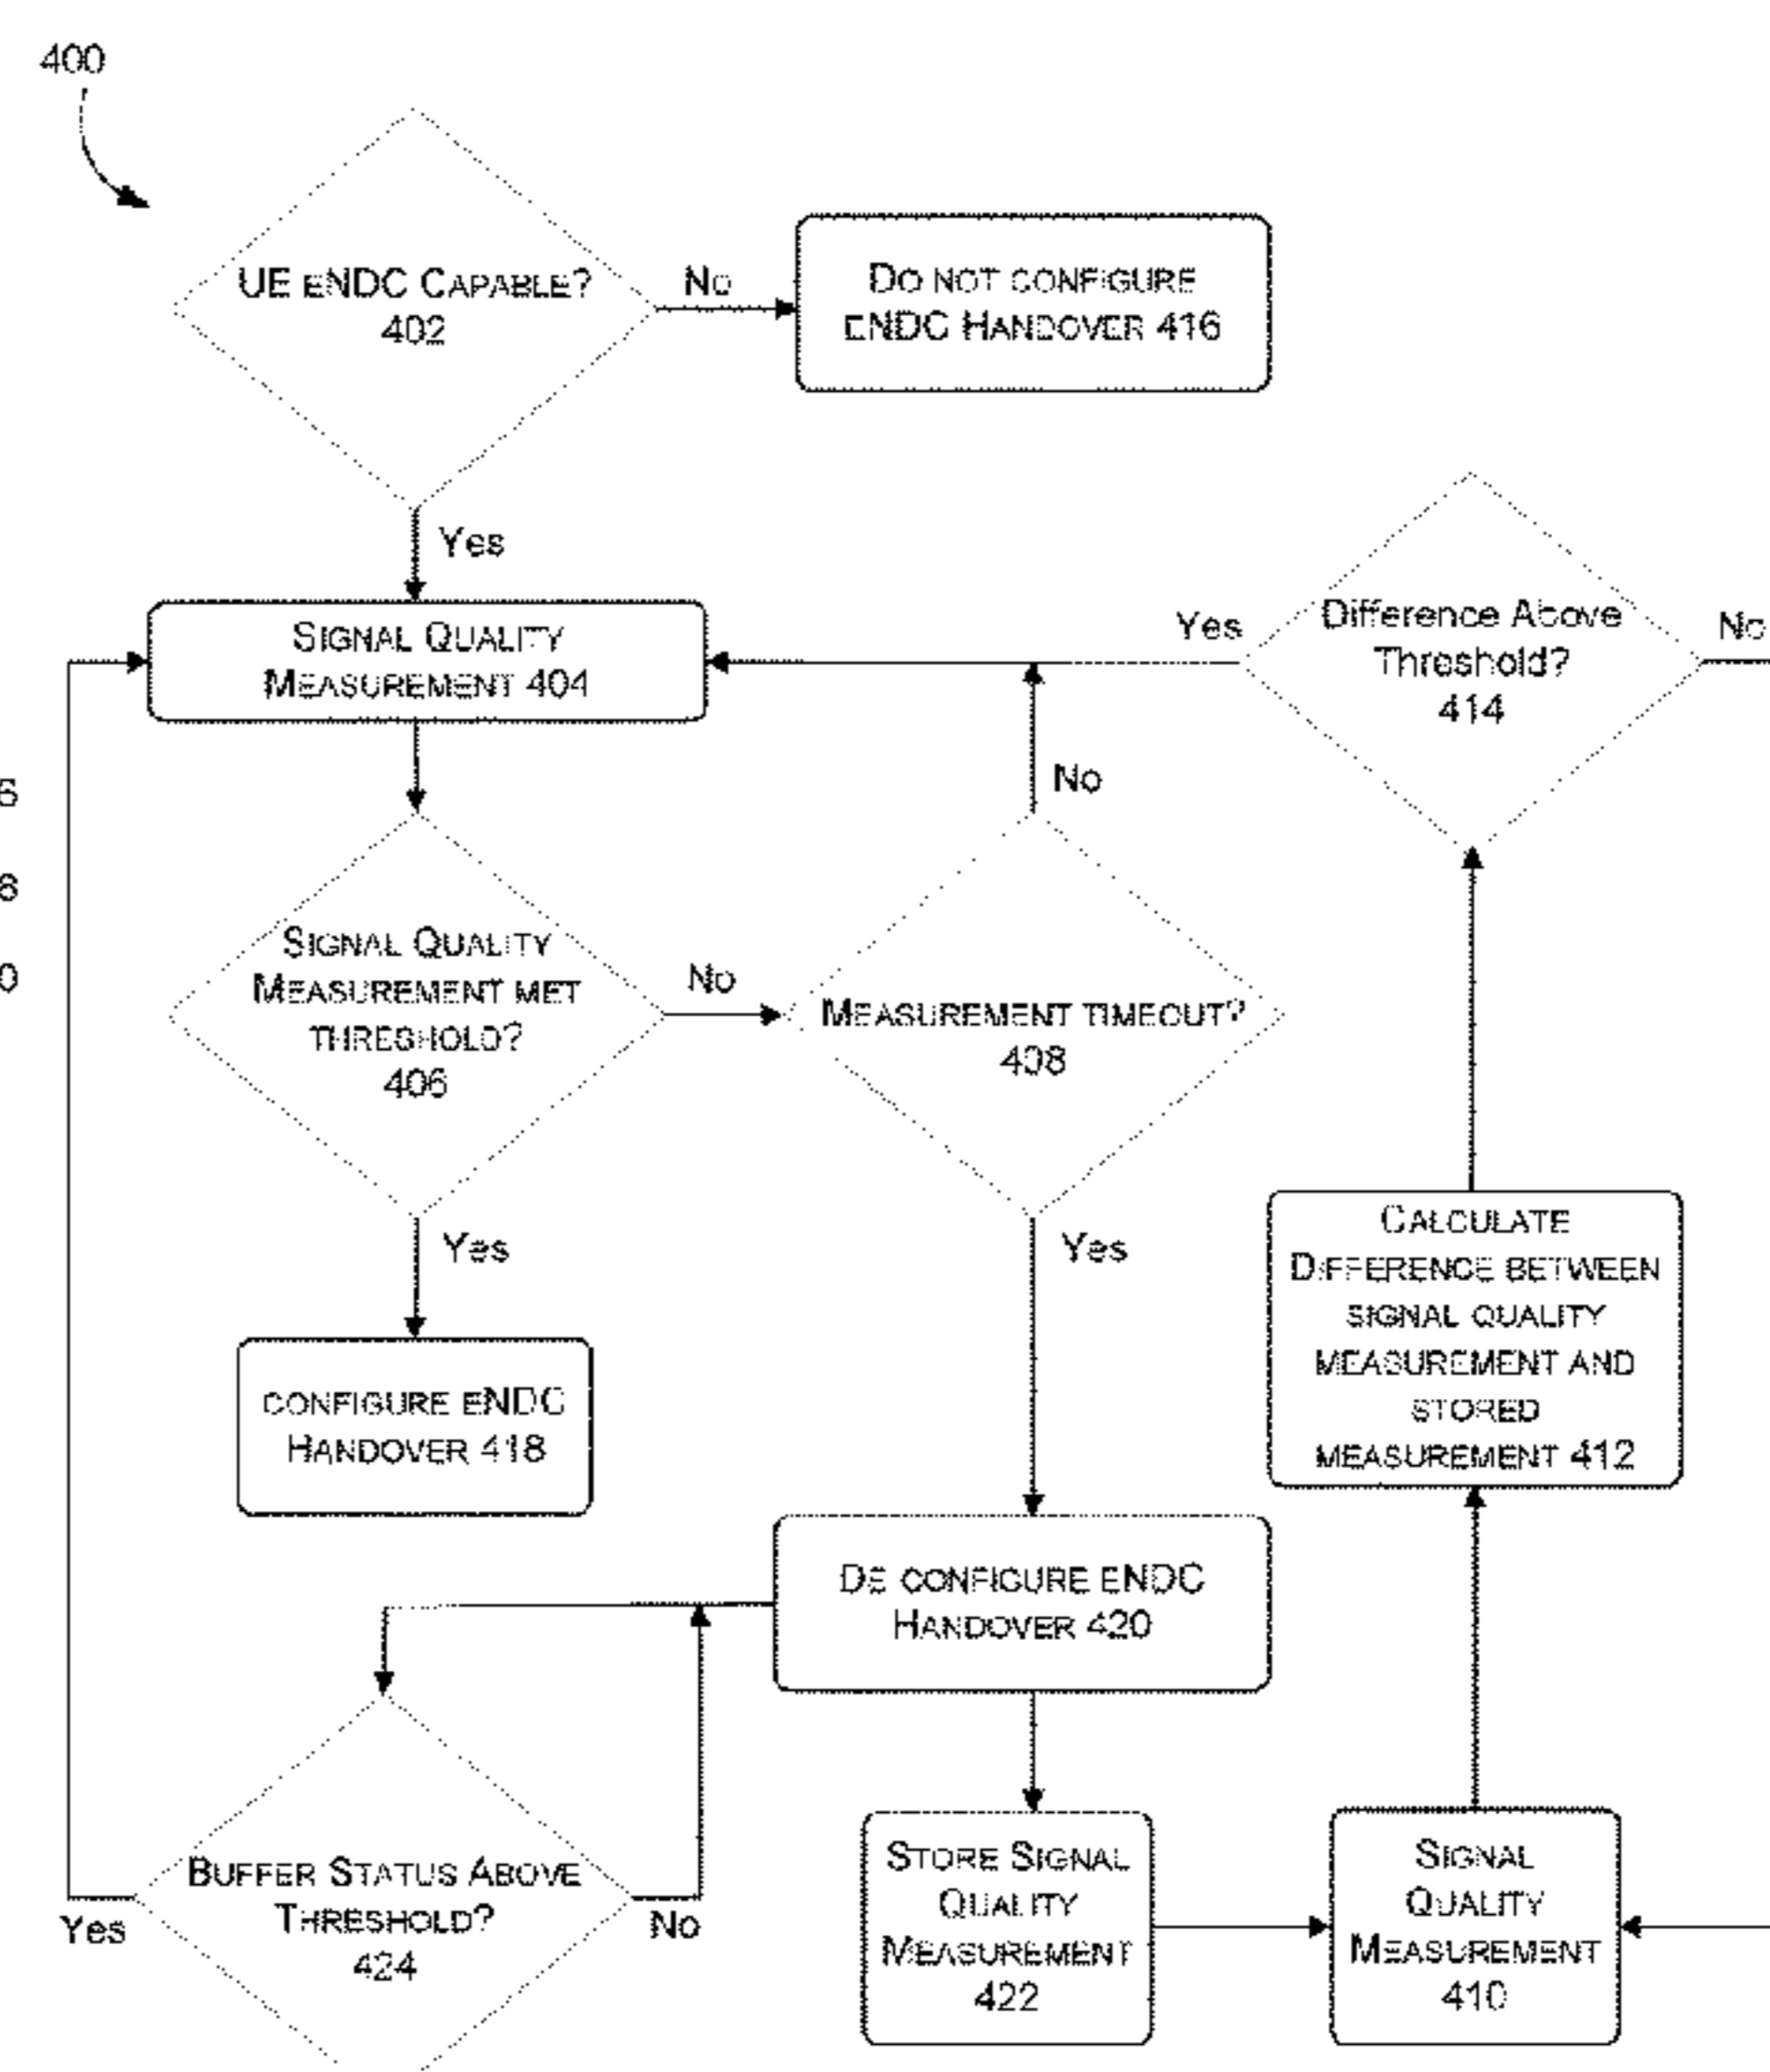 400
UE ENDC CAPABLE?
402
No
DO NOT CONFIGURE
ENDC HANDOVER 416
Yes
SIGNAL QUALITY
MEASUREMENT 404
Yes
Difference Above
Threshold?
414
No
6
8
0
No
SIGNAL QUALITY
MEASUREMENT MET
THRESHOLD?
406
No
MEASUREMENT TIMEOUT?
408
Yes
Yes
CALCULATE
DIFFERENCE BETWEEN
SIGNAL QUALITY
MEASUREMENT AND
STORED
MEASUREMENT 412
CONFIGURE ENDC
HANDOVER 418
DE CONFIGURE ENDC
HANDOVER 420
BUFFER STATUS ABOVE
THRESHOLD?
424
Yes
No
STORE SIGNAL
QUALITY
MEASUREMENT
422
SIGNAL
QUALITY
MEASUREMENT
410